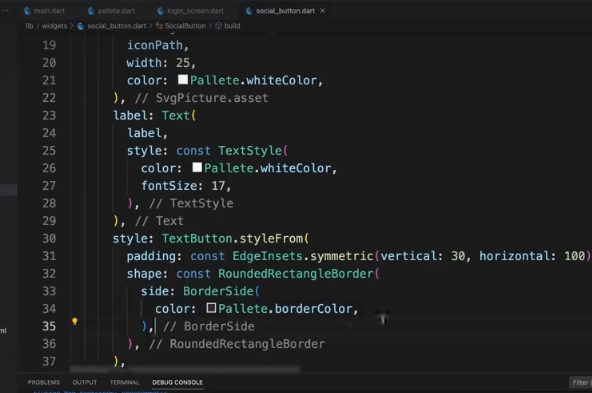 main.dart pallete.dart login_screen.dart social_button.dart ×
lib > widgets > social_button.dart > SocialButton > build
19 iconPath,
20 width: 25,
21 color: Pallete.whiteColor,
22 ), // SvgPicture.asset
23 label: Text(
24 label,
25 style: const TextStyle(
26 color: Pallete.whiteColor,
27 fontSize: 17,
28 ), // TextStyle
29 ), // Text
30 style: TextButton.styleFrom(
31 padding: const EdgeInsets.symmetric(vertical: 30, horizontal: 100)
32 shape: const RoundedRectangleBorder(
33 side: BorderSide(
34 color: Pallete.borderColor,
35 ), // BorderSide
36 ), // RoundedRectangleBorder
37 ),
PROBLEMS OUTPUT TERMINAL DEBUG CONSOLE Filter